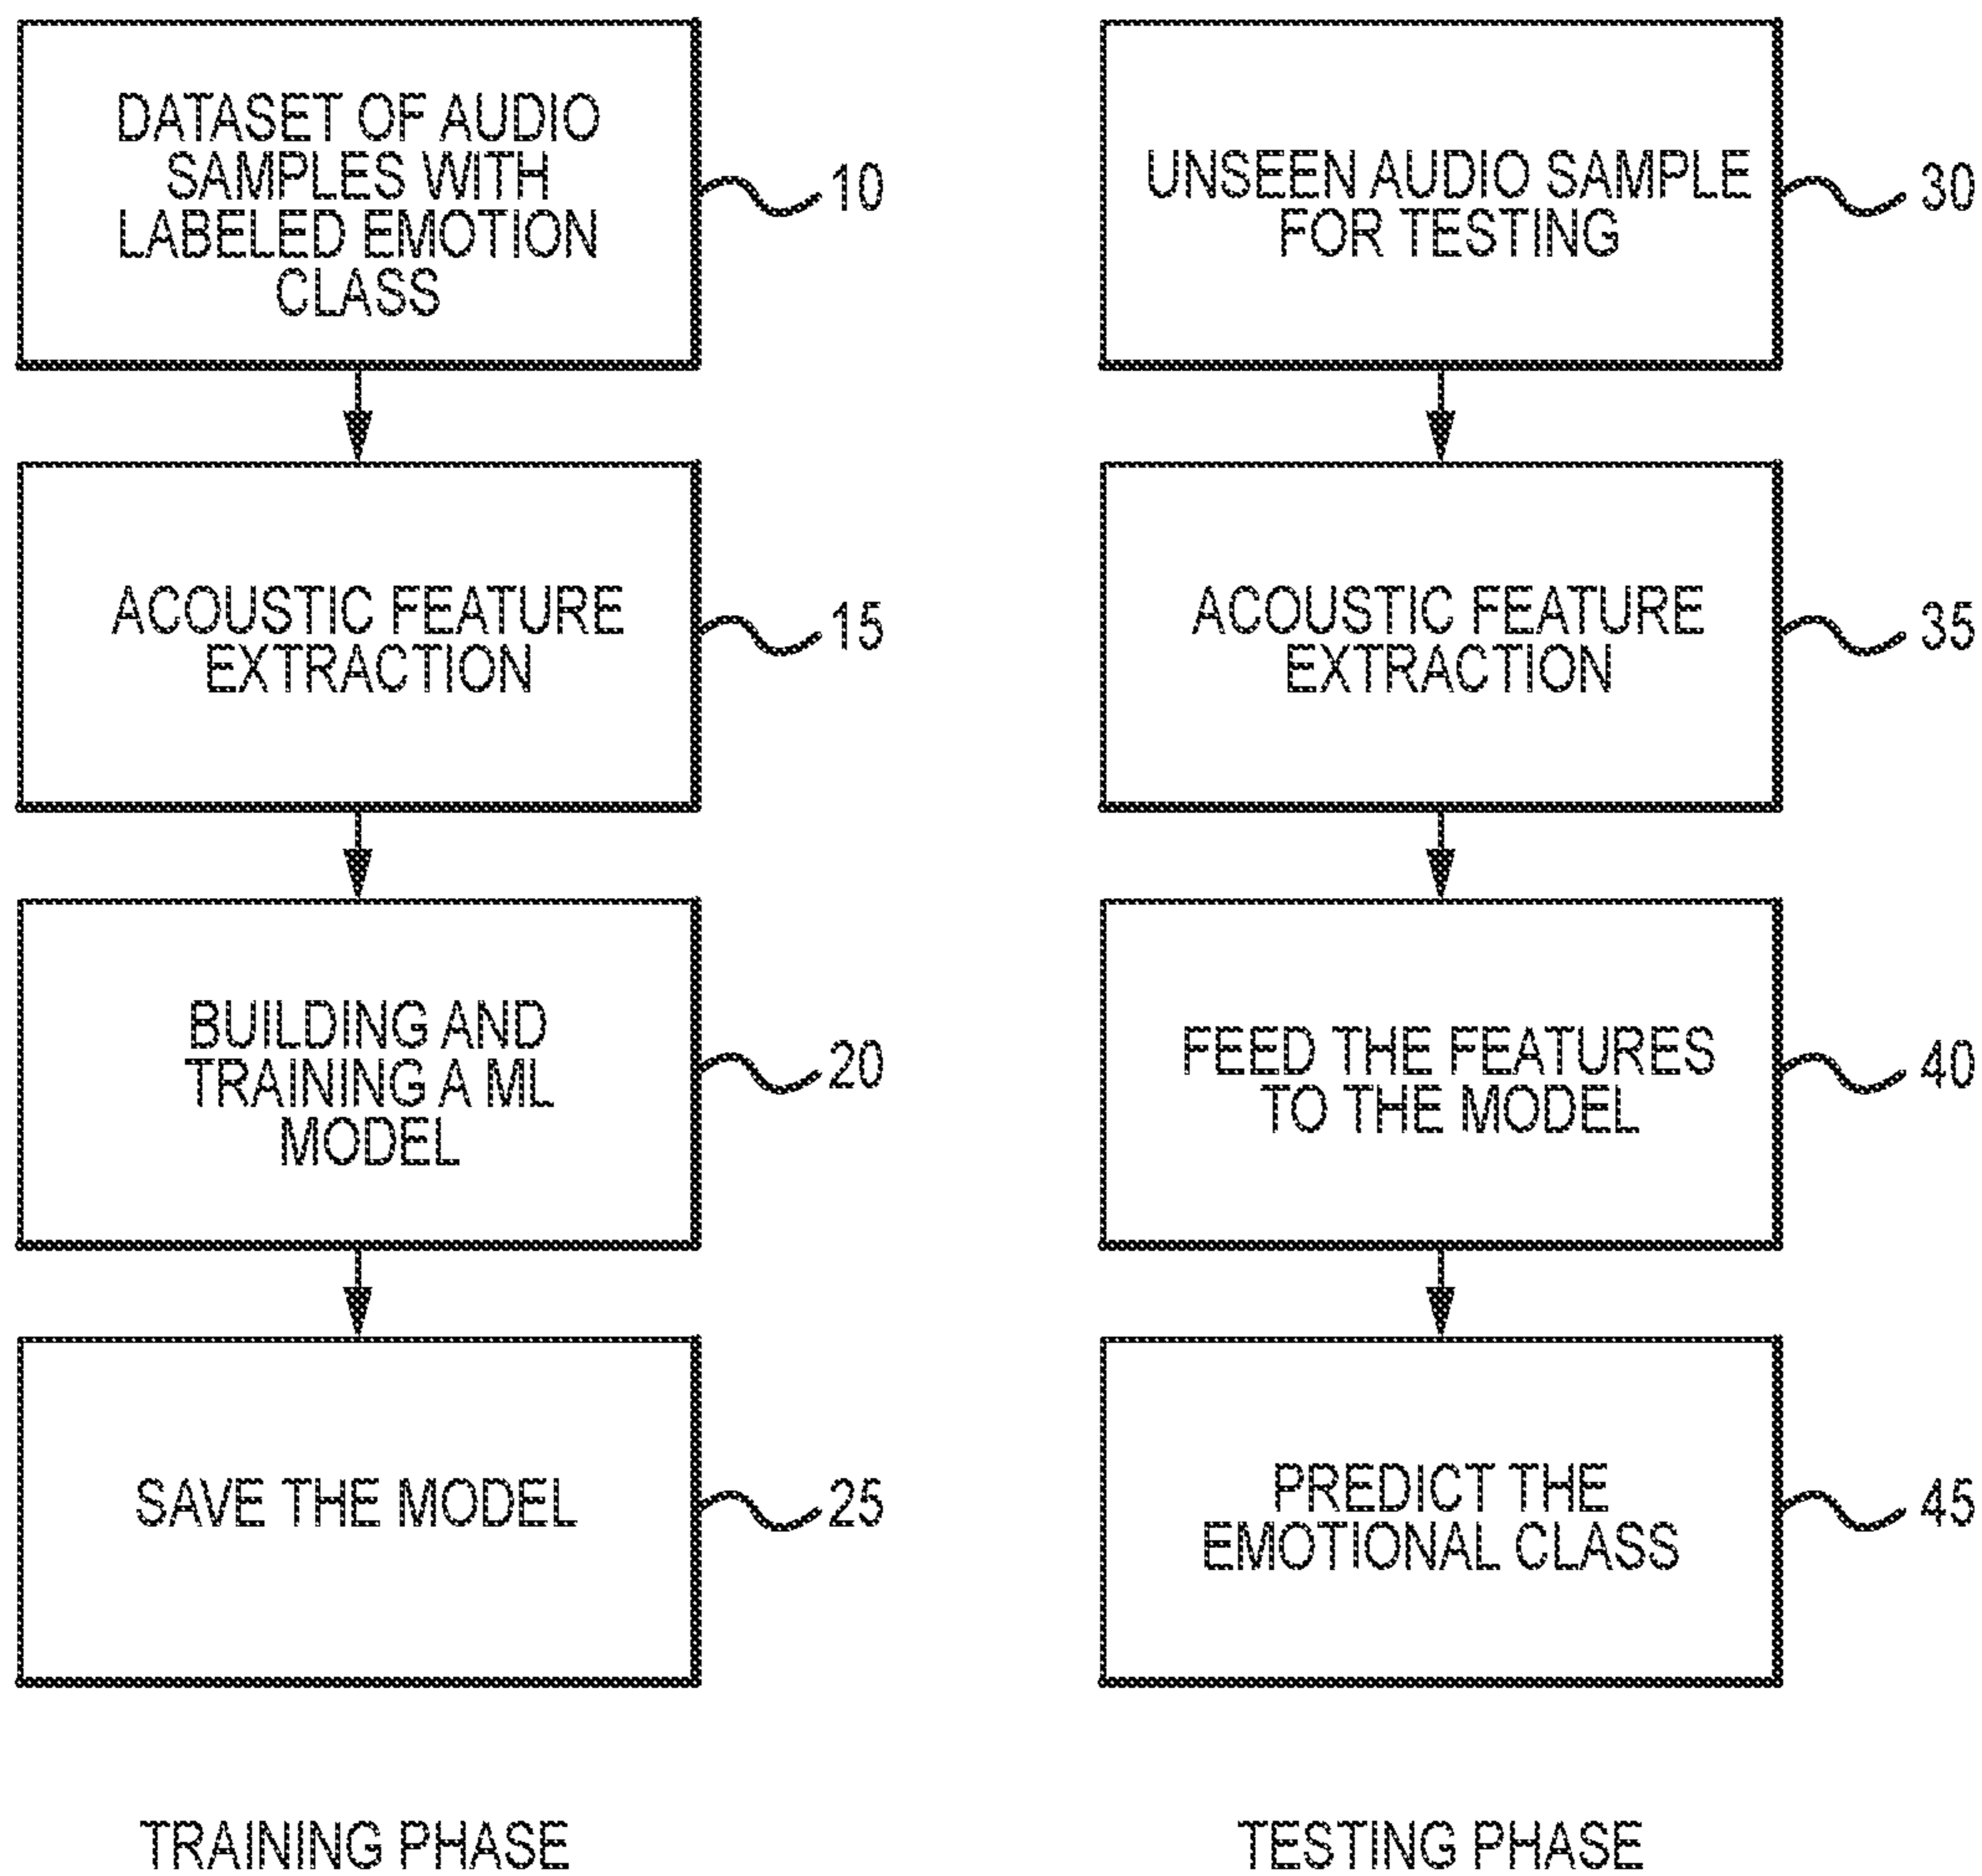 DATASET OF AUDIO
SAMPLES WITH
LABELED EMOTION
CLASS
10
ACOUSTIC FEATURE
EXTRACTION
15
BUILDING AND
TRAINING A ML
MODEL
20
SAVE THE MODEL
25
TRAINING PHASE
UNSEEN AUDIO SAMPLE
FOR TESTING
30
ACOUSTIC FEATURE
EXTRACTION
35
FEED THE FEATURES
TO THE MODEL
40
PREDICT THE
EMOTIONAL CLASS
45
TESTING PHASE